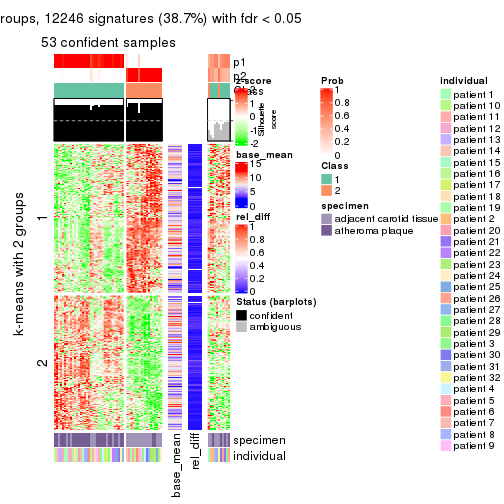 roups, 12246 signatures (38.7%) with fdr < 0.05
53 confident samples
p1
p2
Class
Silhouette
score
1
2
k-means with 2 groups
specimen
individual
base_mean
rel_diff
z-score
2
1
0
-1
-2
base_mean
15
10
5
0
rel_diff
1
0.8
0.6
0.4
0.2
0
Status (barplots)
confident
ambiguous
Prob
1
0.8
0.6
0.4
0.2
0
Class
1
2
specimen
adjacent carotid tissue
atheroma plaque
individual
patient 1
patient 10
patient 11
patient 12
patient 13
patient 14
patient 15
patient 16
patient 17
patient 18
patient 19
patient 2
patient 20
patient 21
patient 22
patient 23
patient 24
patient 25
patient 26
patient 27
patient 28
patient 29
patient 3
patient 30
patient 31
patient 32
patient 4
patient 5
patient 6
patient 7
patient 8
patient 9